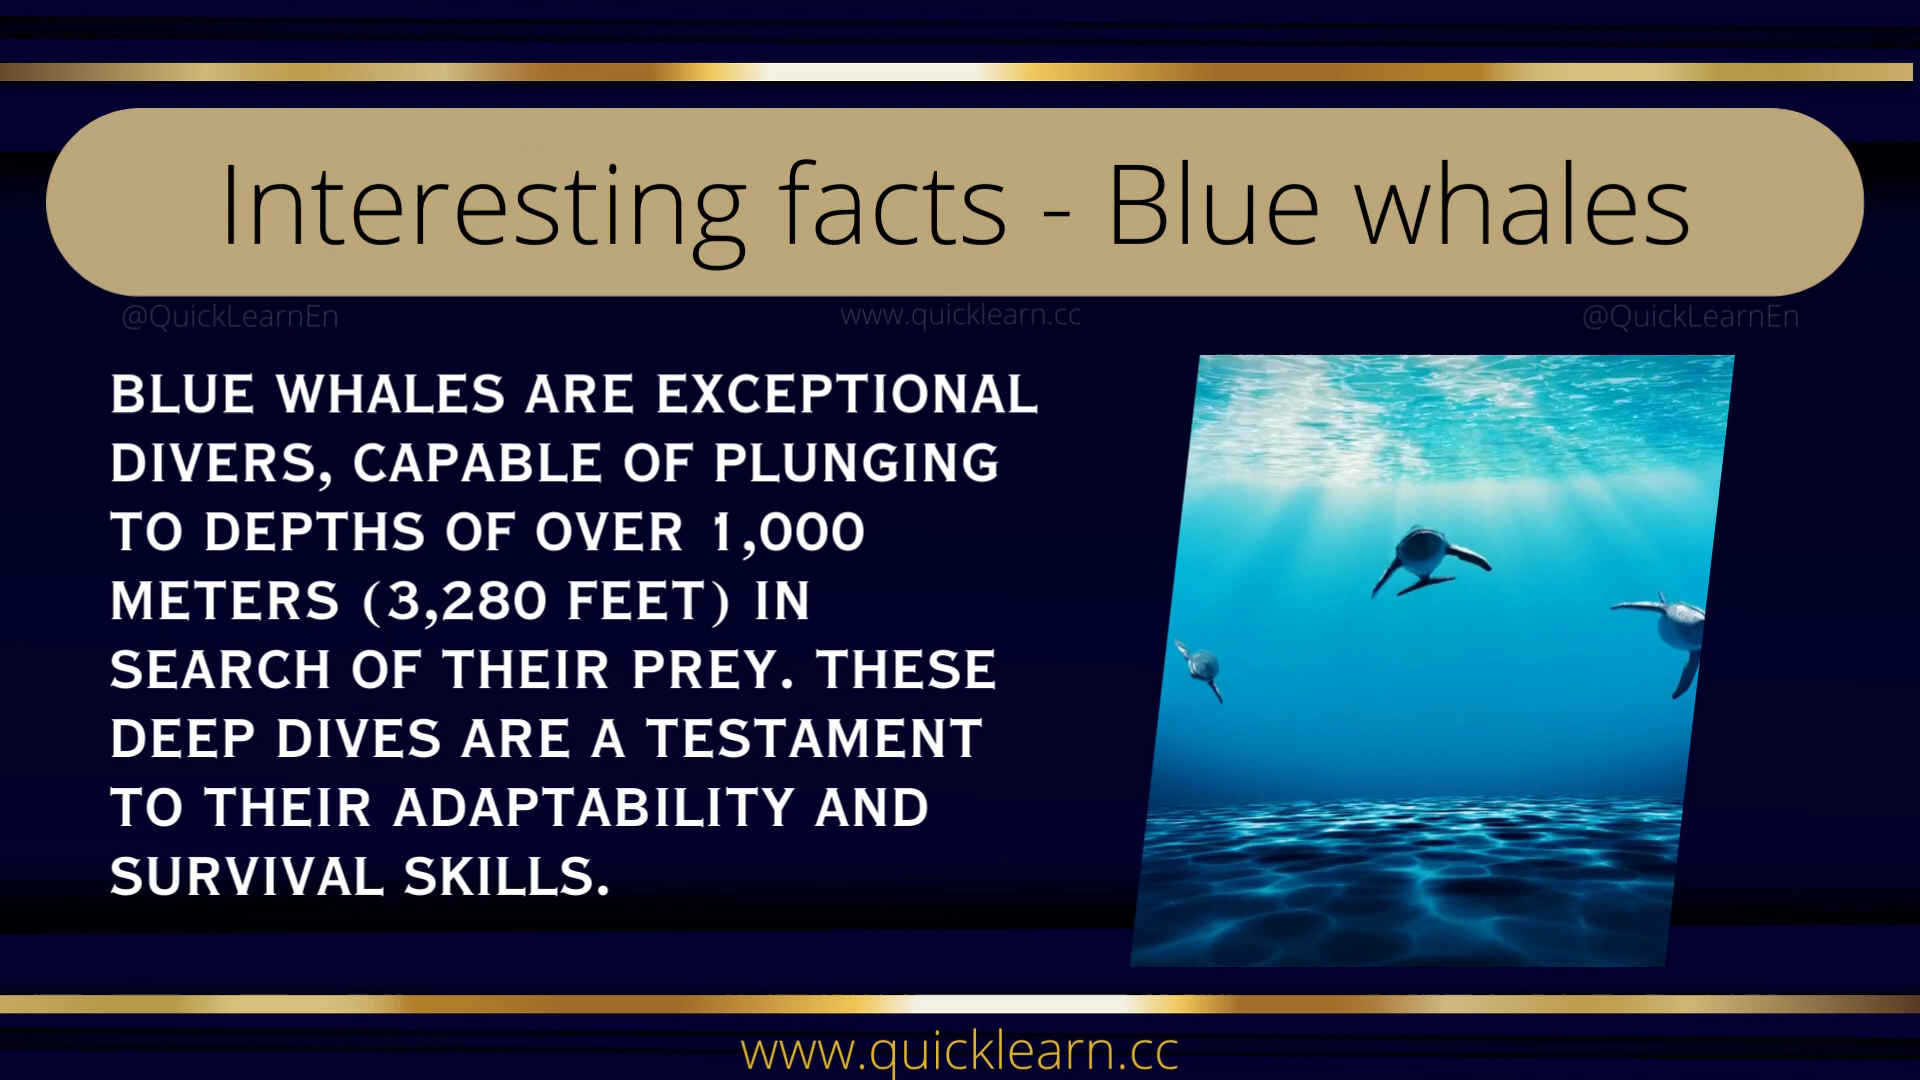 Interesting facts - Blue whales
@QuickLearnEn www.quicklearn.cc @QuickLearnEn
BLUE WHALES ARE EXCEPTIONAL
DIVERS, CAPABLE OF PLUNGING
TO DEPTHS OF OVER 1,000
METERS (3,280 FEET) IN
SEARCH OF THEIR PREY. THESE
DEEP DIVES ARE A TESTAMENT
TO THEIR ADAPTABILITY AND
SURVIVAL SKILLS.
www.quicklearn.cc